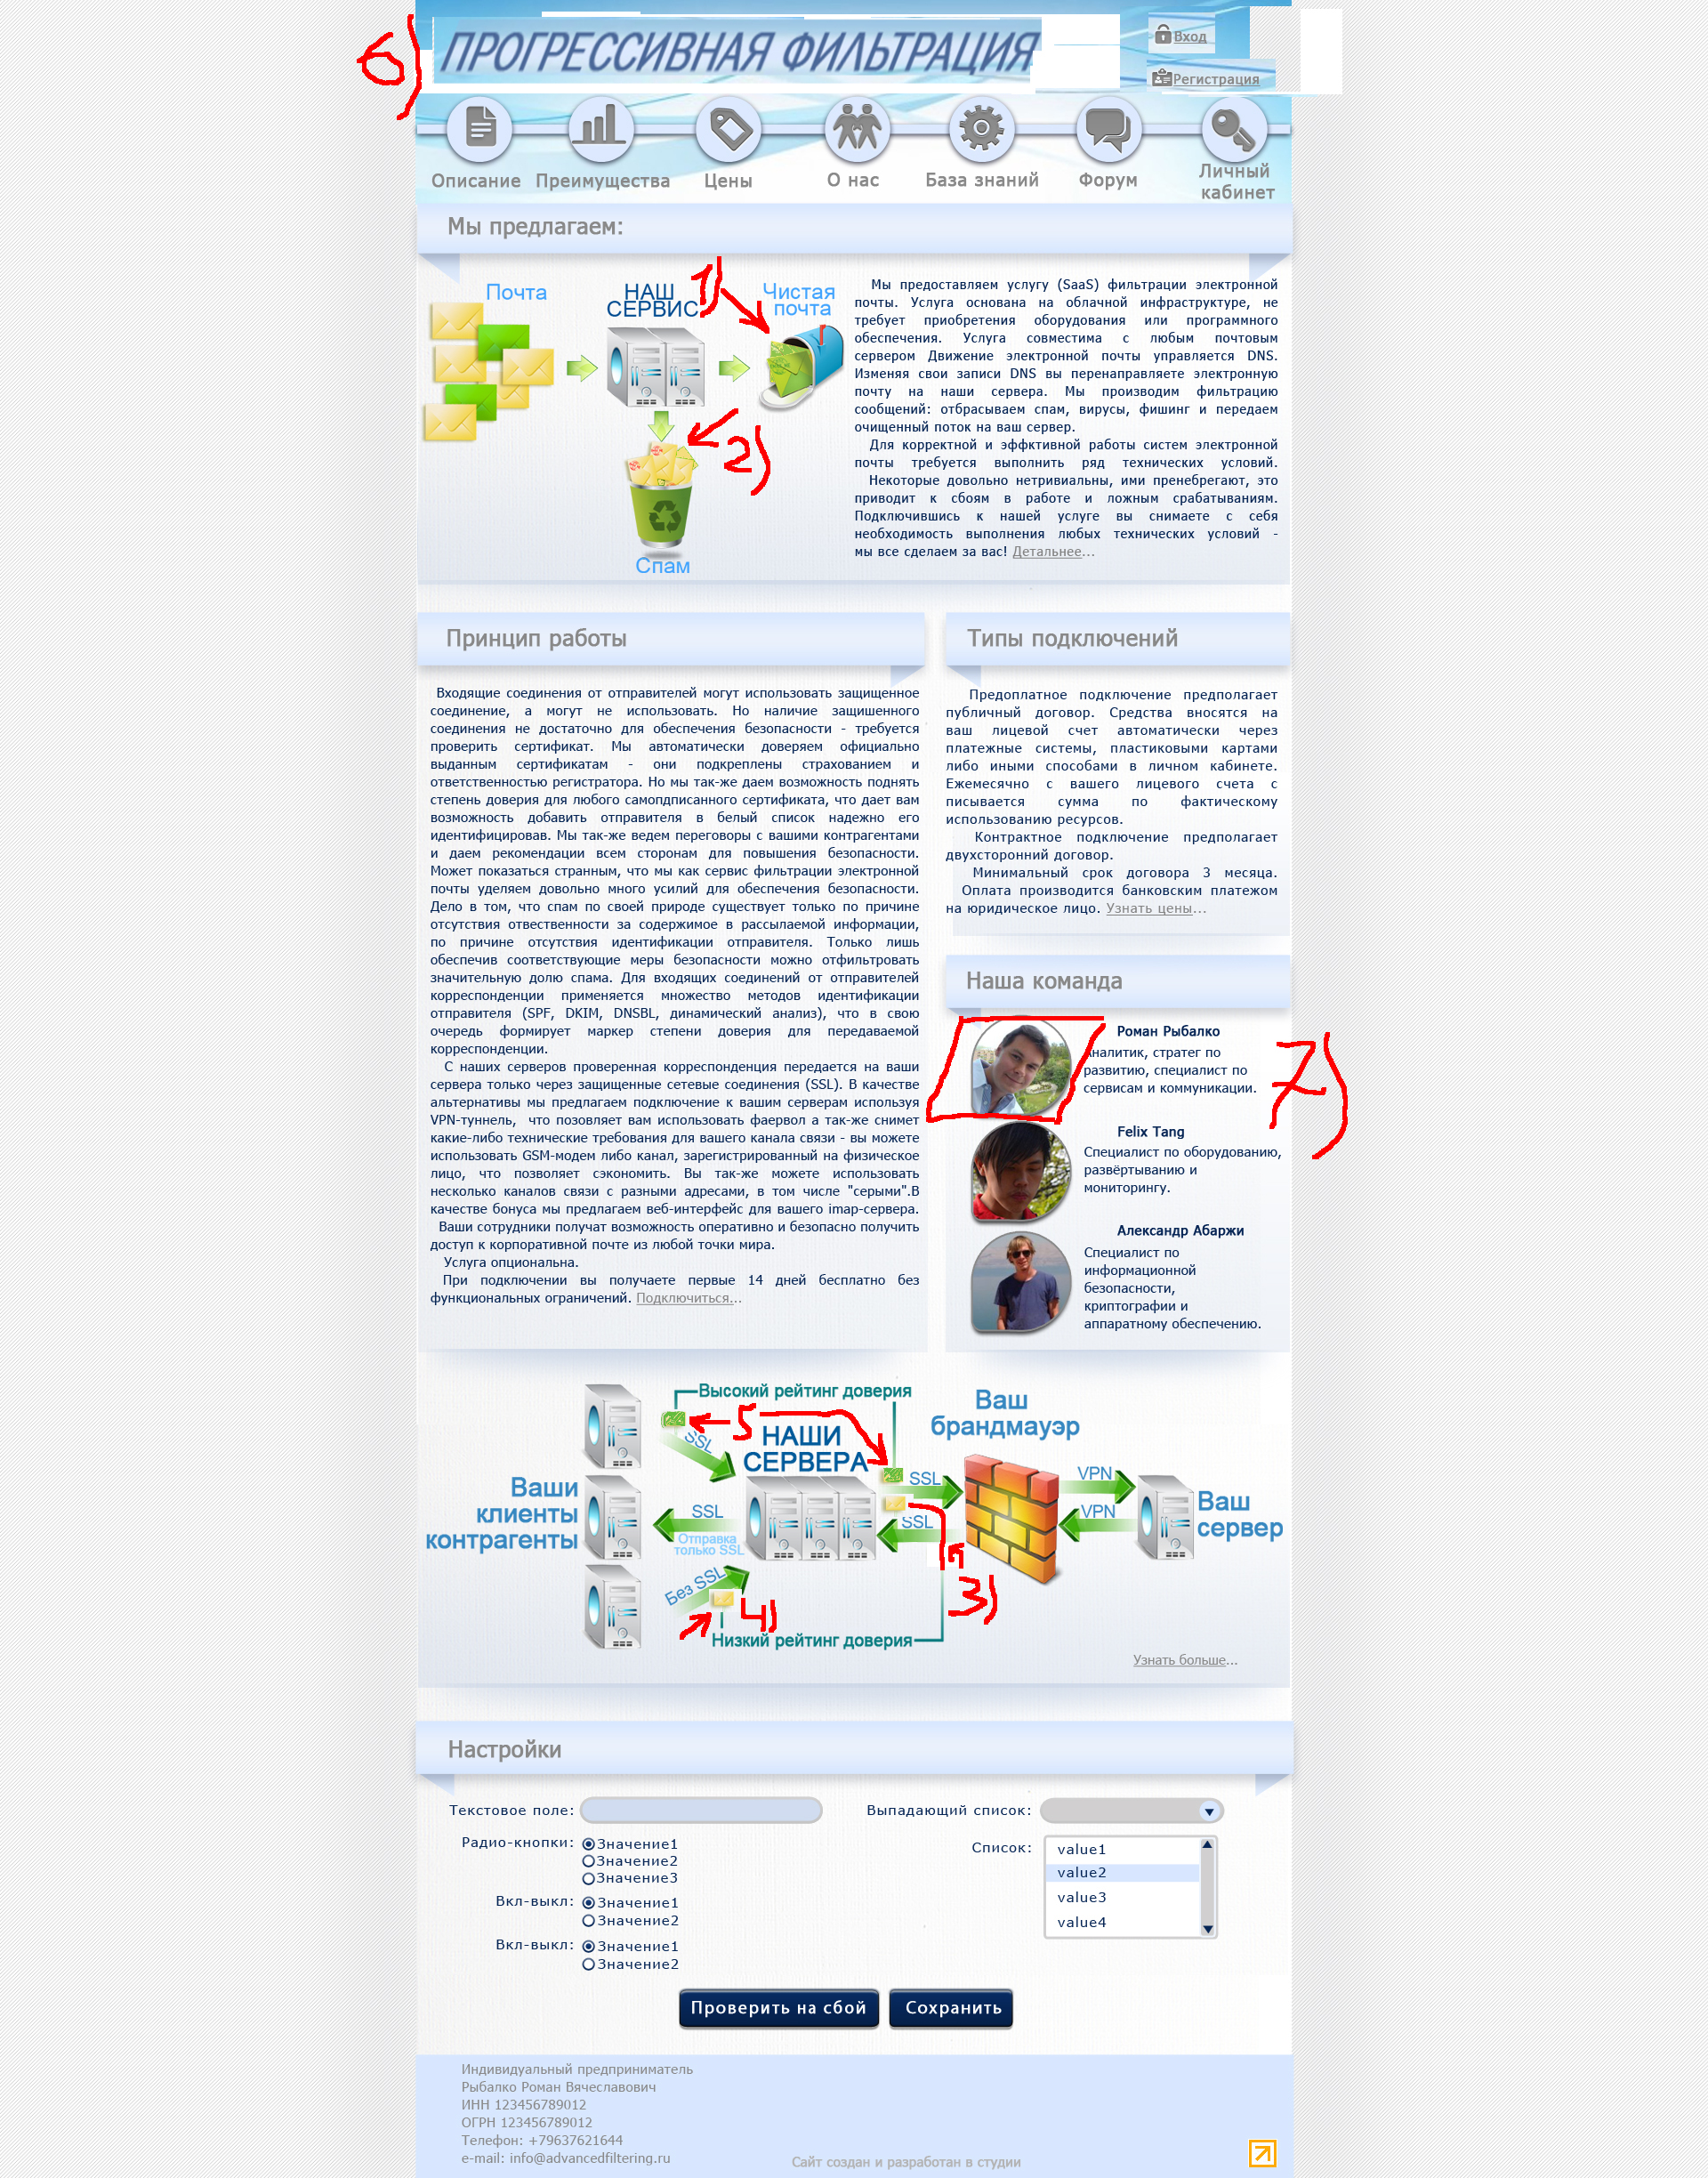 6)
ПРОГРЕССИВНАЯ ФИЛЬТРАЦИЯ
Вход
Регистрация
Описание
Преимущества
Цены
О нас
База знаний
Форум
Личный
кабинет
Мы предлагаем:
Почта
НАШ
СЕРВИС
1)
Чистая
почта
2)
Спам
Мы предоставляем услугу (SaaS) фильтрации электронной
почты. Услуга основана на облачной инфраструктуре, не
требует приобретения оборудования или программного
обеспечения. Услуга совместима с любым почтовым
сервером Движение электронной почты управляется DNS.
Изменяя свои записи DNS вы перенаправляете электронную
почту на наши сервера. Мы производим фильтрацию
сообщений: отбрасываем спам, вирусы, фишинг и передаем
очищенный поток на ваш сервер.
Для корректной и эффктивной работы систем электронной
почты требуется выполнить ряд технических условий.
Некоторые довольно нетривиальны, ими пренебрегают, это
приводит к сбоям в работе и ложным срабатываниям.
Подключившись к нашей услуге вы снимаете с себя
необходимость выполнения любых технических условий -
мы все сделаем за вас! Детальнее...
Принцип работы
Входящие соединения от отправителей могут использовать защищенное
соединение, а могут не использовать. Но наличие защишенного
соединения не достаточно для обеспечения безопасности - требуется
проверить сертификат. Мы автоматически доверяем официально
выданным сертификатам - они подкреплены страхованием и
ответственностью регистратора. Но мы так-же даем возможность поднять
степень доверия для любого самопдписанного сертификата, что дает вам
возможность добавить отправителя в белый список надежно его
идентифицировав. Мы так-же ведем переговоры с вашими контрагентами
и даем рекомендации всем сторонам для повышения безопасности.
Может показаться странным, что мы как сервис фильтрации электронной
почты уделяем довольно много усилий для обеспечения безопасности.
Дело в том, что спам по своей природе существует только по причине
отсутствия отвественности за содержимое в рассылаемой информации,
по причине отсутствия идентификации отправителя. Только лишь
обеспечив соответствующие меры безопасности можно отфильтровать
значительную долю спама. Для входящих соединений от отправителей
корреспонденции применяется множество методов идентификации
отправителя (SPF, DKIM, DNSBL, динамический анализ), что в свою
очередь формирует маркер степени доверия для передаваемой
корреспонденции.
С наших серверов проверенная корреспонденция передается на ваши
сервера только через защищенные сетевые соединения (SSL). В качестве
альтернативы мы предлагаем подключение к вашим серверам используя
VPN-туннель, что позовляет вам использовать фаервол а так-же снимет
какие-либо технические требования для вашего канала связи - вы можете
использовать GSM-модем либо канал, зарегистрированный на физическое
лицо, что позволяет сэкономить. Вы так-же можете использовать
несколько каналов связи с разными адресами, в том числе "серыми".В
качестве бонуса мы предлагаем веб-интерфейс для вашего imap-сервера.
Ваши сотрудники получат возможность оперативно и безопасно получить
доступ к корпоративной почте из любой точки мира.
Услуга опциональна.
При подключении вы получаете первые 14 дней бесплатно без
функциональных ограничений. Подключиться...
Типы подключений
Предоплатное подключение предполагает
публичный договор. Средства вносятся на
ваш лицевой счет автоматически через
платежные системы, пластиковыми картами
либо иными способами в личном кабинете.
Ежемесячно с вашего лицевого счета с
писывается сумма по фактическому
использованию ресурсов.
Контрактное подключение предполагает
двухсторонний договор.
Минимальный срок договора 3 месяца.
Оплата производится банковским платежом
на юридическое лицо. Узнать цены...
Наша команда
Роман Рыбалко
Аналитик, стратег по
развитию, специалист по
сервисам и коммуникации.
7)
Felix Tang
Специалист по оборудованию,
развёртыванию и
мониторингу.
Александр Абаржи
Специалист по
информационной
безопасности,
криптографии и
аппаратному обеспечению.
Высокий рейтинг доверия
5
SSL
НАШИ
СЕРВЕРА
Ваш
брандмауэр
SSL
VPN
Ваши
клиенты
контрагенты
SSL
Отправка
только SSL
SSL
VPN
Ваш
сервер
Без SSL
4)
3)
Низкий рейтинг доверия
Узнать больше...
Настройки
Текстовое поле:
Выпадающий список:
Радио-кнопки:
Значение1
Значение2
Значение3
Список:
value1
value2
value3
value4
Вкл-выкл:
Значение1
Значение2
Вкл-выкл:
Значение1
Значение2
Проверить на сбой
Сохранить
Индивидуальный предприниматель
Рыбалко Роман Вячеславович
ИНН 123456789012
ОГРН 123456789012
Телефон: +79637621644
e-mail: info@advancedfiltering.ru
Сайт создан и разработан в студии